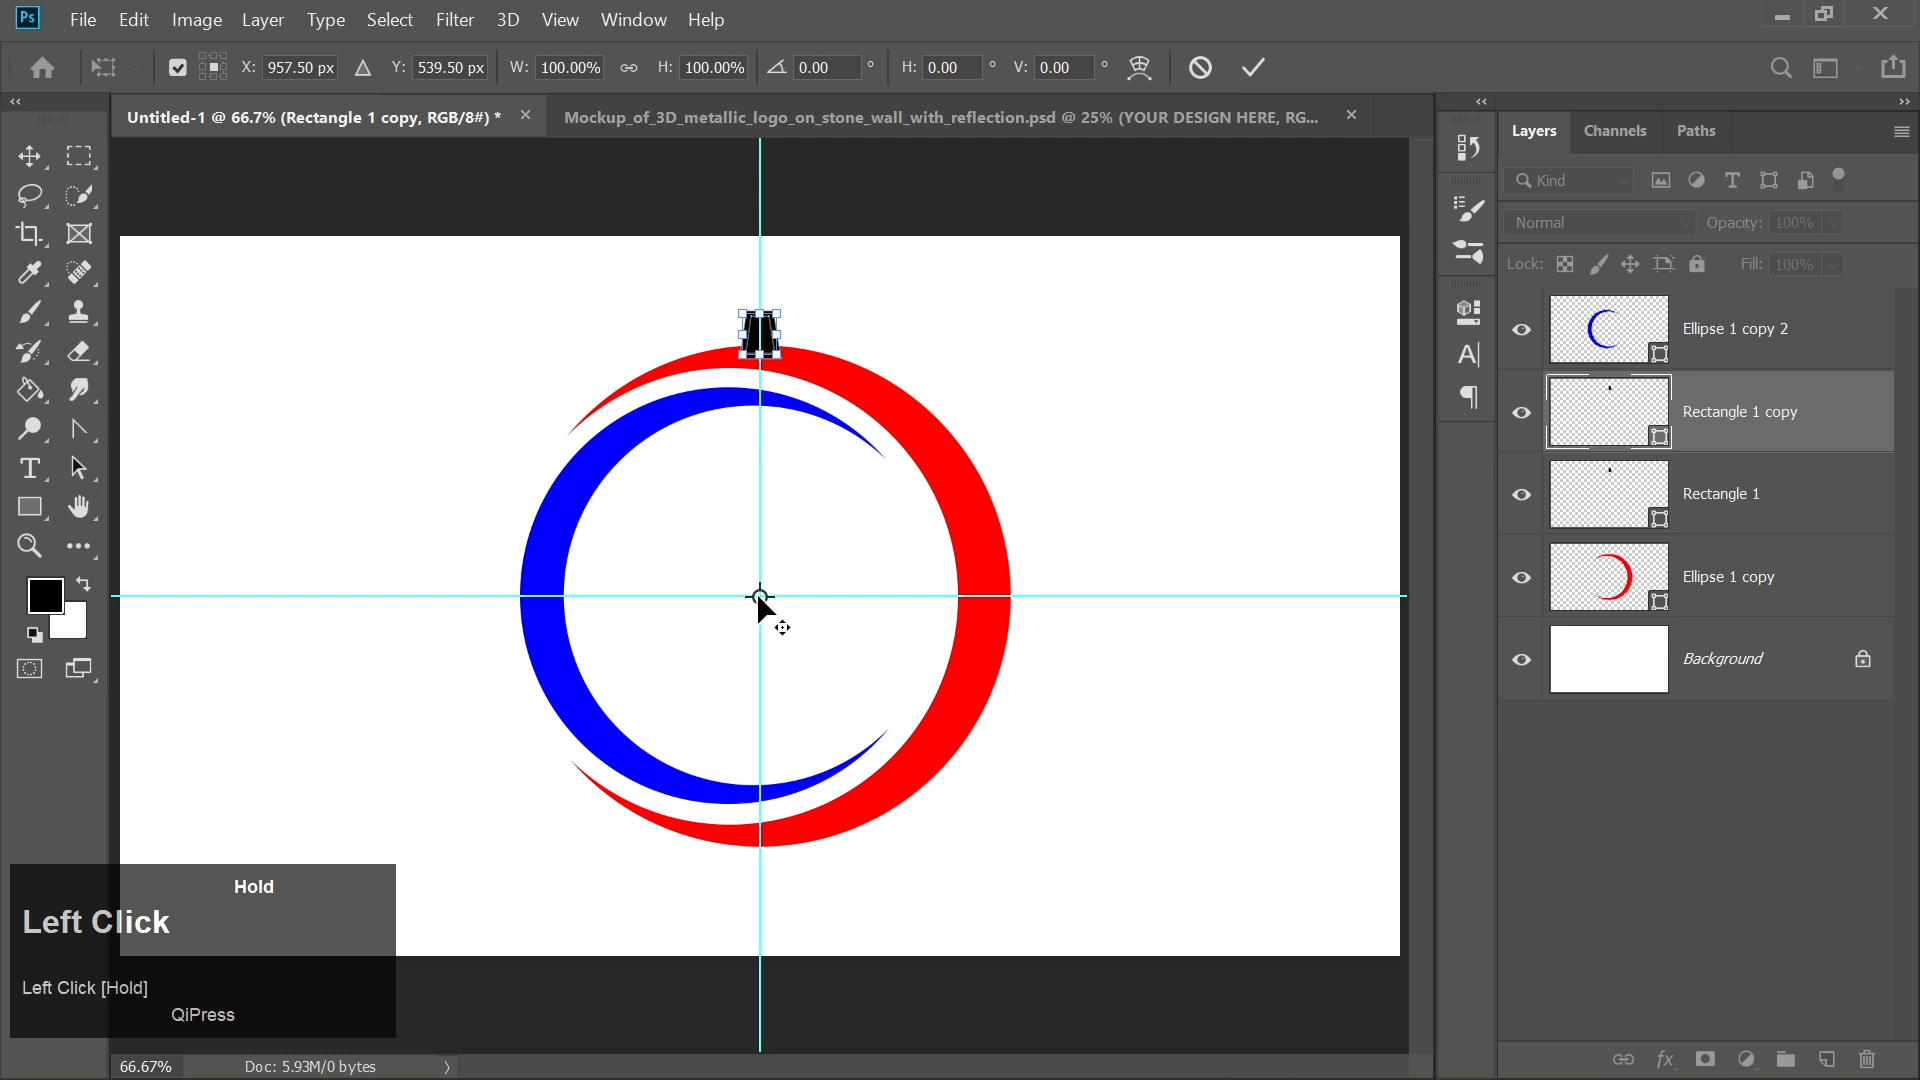 Ps File Edit Image Layer Type Select Filter 3D View Window Help
X: 957.50 px Y: 539.50 px W: 100.00% H: 100.00% 0.00 ° H: 0.00 ° V: 0.00 °
Untitled-1 @ 66.7% (Rectangle 1 copy, RGB/8#) * Mockup_of_3D_metallic_logo_on_stone_wall_with_reflection.psd @ 25% (YOUR DESIGN HERE, RG...
Layers Channels Paths
Kind
Normal Opacity: 100%
Lock: Fill: 100%
Ellipse 1 copy 2
Rectangle 1 copy
Rectangle 1
Ellipse 1 copy
Background
Hold
Left Click
Left Click [Hold]
QiPress
66.67% Doc: 5.93M/0 bytes